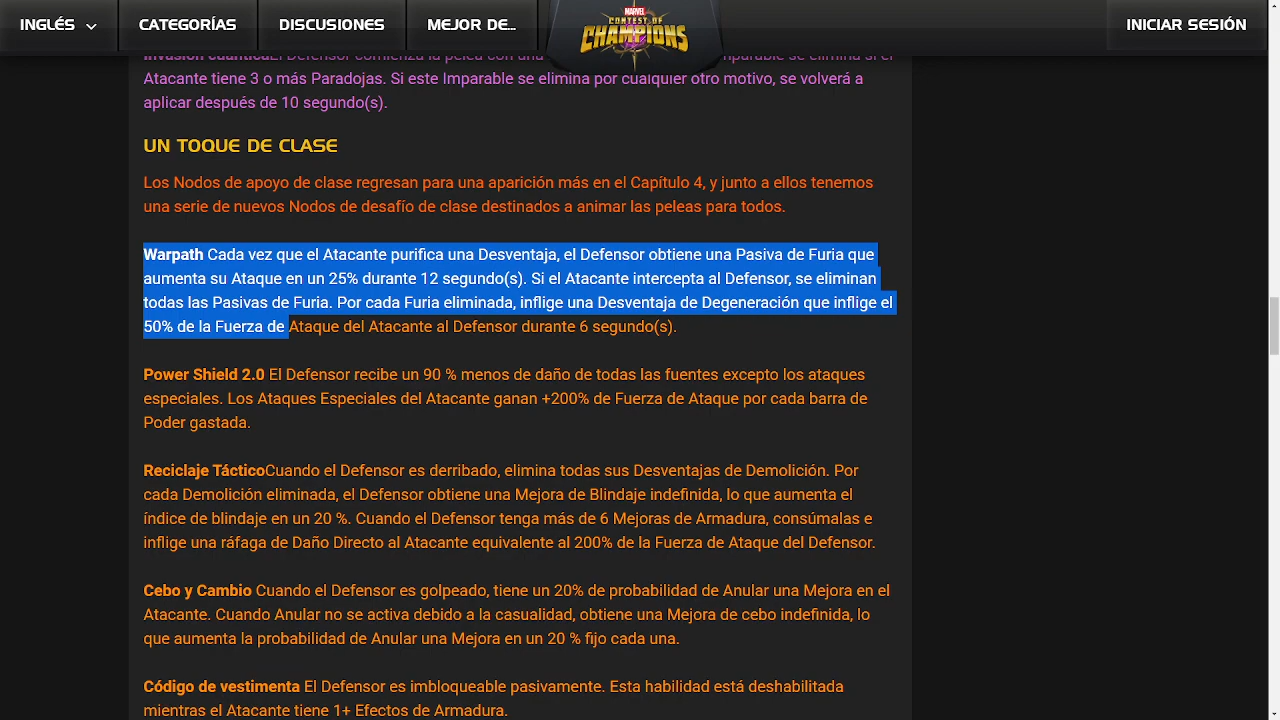 INGLÉS
CATEGORÍAS
DISCUSIONES
MEJOR DE...
MARVEL
CONTEST OF
CHAMPIONS
INICIAR SESIÓN
Invasión cuánticaEl Defensor comienza la pelea con una
Imparable se elimina si el
Atacante tiene 3 o más Paradojas. Si este Imparable se elimina por cualquier otro motivo, se volverá a
aplicar después de 10 segundo(s).
UN TOQUE DE CLASE
Los Nodos de apoyo de clase regresan para una aparición más en el Capítulo 4, y junto a ellos tenemos
una serie de nuevos Nodos de desafío de clase destinados a animar las peleas para todos.
Warpath Cada vez que el Atacante purifica una Desventaja, el Defensor obtiene una Pasiva de Furia que
aumenta su Ataque en un 25% durante 12 segundo(s). Si el Atacante intercepta al Defensor, se eliminan
todas las Pasivas de Furia. Por cada Furia eliminada, inflige una Desventaja de Degeneración que inflige el
50% de la Fuerza de Ataque del Atacante al Defensor durante 6 segundo(s).
Power Shield 2.0 El Defensor recibe un 90 % menos de daño de todas las fuentes excepto los ataques
especiales. Los Ataques Especiales del Atacante ganan +200% de Fuerza de Ataque por cada barra de
Poder gastada.
Reciclaje TácticoCuando el Defensor es derribado, elimina todas sus Desventajas de Demolición. Por
cada Demolición eliminada, el Defensor obtiene una Mejora de Blindaje indefinida, lo que aumenta el
índice de blindaje en un 20 %. Cuando el Defensor tenga más de 6 Mejoras de Armadura, consúmalas e
inflige una ráfaga de Daño Directo al Atacante equivalente al 200% de la Fuerza de Ataque del Defensor.
Cebo y Cambio Cuando el Defensor es golpeado, tiene un 20% de probabilidad de Anular una Mejora en el
Atacante. Cuando Anular no se activa debido a la casualidad, obtiene una Mejora de cebo indefinida, lo
que aumenta la probabilidad de Anular una Mejora en un 20 % fijo cada una.
Código de vestimenta El Defensor es imbloqueable pasivamente. Esta habilidad está deshabilitada
mientras el Atacante tiene 1+ Efectos de Armadura.